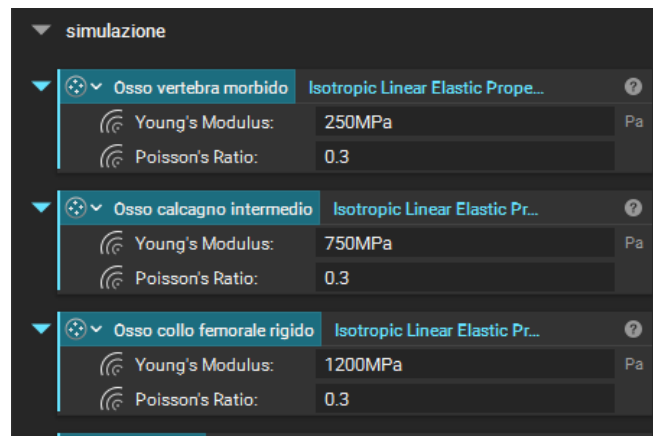 simulazione
Osso vertebra morbido Isotropic Linear Elastic Prope... ?
Young's Modulus: 250MPa Pa
Poisson's Ratio: 0.3
Osso calcagno intermedio Isotropic Linear Elastic Pr... ?
Young's Modulus: 750MPa Pa
Poisson's Ratio: 0.3
Osso collo femorale rigido Isotropic Linear Elastic Pr... ?
Young's Modulus: 1200MPa Pa
Poisson's Ratio: 0.3